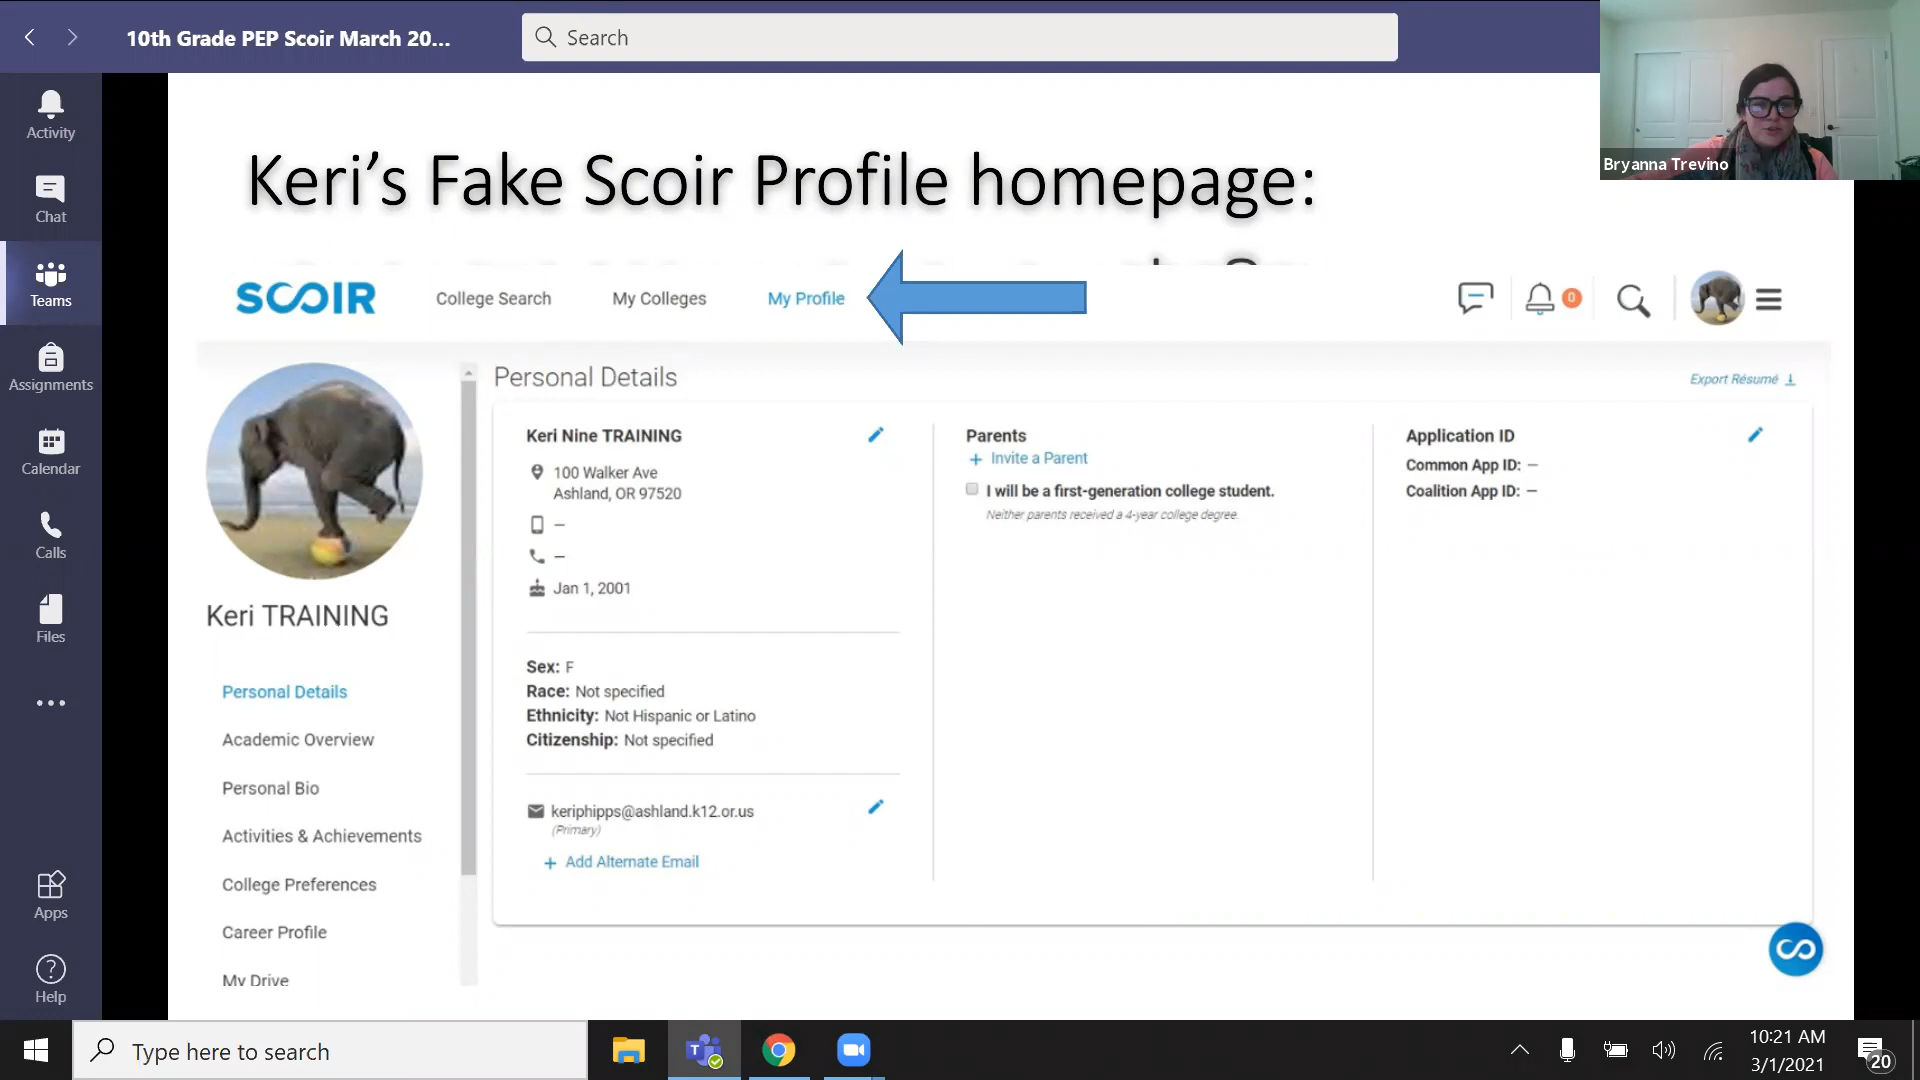 10th Grade PEP Scoir March 20...
Search
Bryanna Trevino
Activity
Chat
Teams
Assignments
Calendar
Calls
Files
Apps
Help
Keri's Fake Scoir Profile homepage:
SCOIR
College Search
My Colleges
My Profile
0
Keri TRAINING
Personal Details
Academic Overview
Personal Bio
Activities & Achievements
College Preferences
Career Profile
My Drive
Personal Details
Export Résumé
Keri Nine TRAINING
100 Walker Ave
Ashland, OR 97520
–
–
Jan 1, 2001
Sex: F
Race: Not specified
Ethnicity: Not Hispanic or Latino
Citizenship: Not specified
keriphipps@ashland.k12.or.us
(Primary)
+ Add Alternate Email
Parents
+ Invite a Parent
I will be a first-generation college student.
Neither parents received a 4-year college degree.
Application ID
Common App ID: –
Coalition App ID: –
Type here to search
10:21 AM
3/1/2021
20